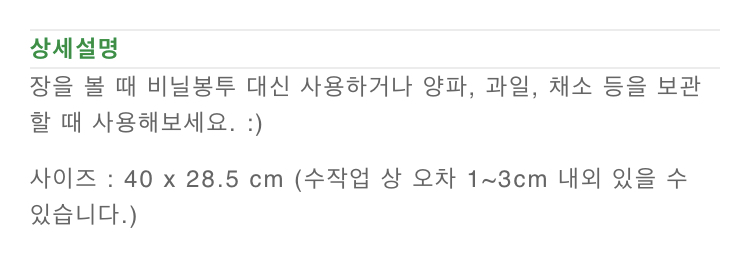 상세설명
장을 볼 때 비닐봉투 대신 사용하거나 양파, 과일, 채소 등을 보관
할 때 사용해보세요. :)
사이즈 : 40 x 28.5 cm (수작업 상 오차 1~3cm 내외 있을 수
있습니다.)